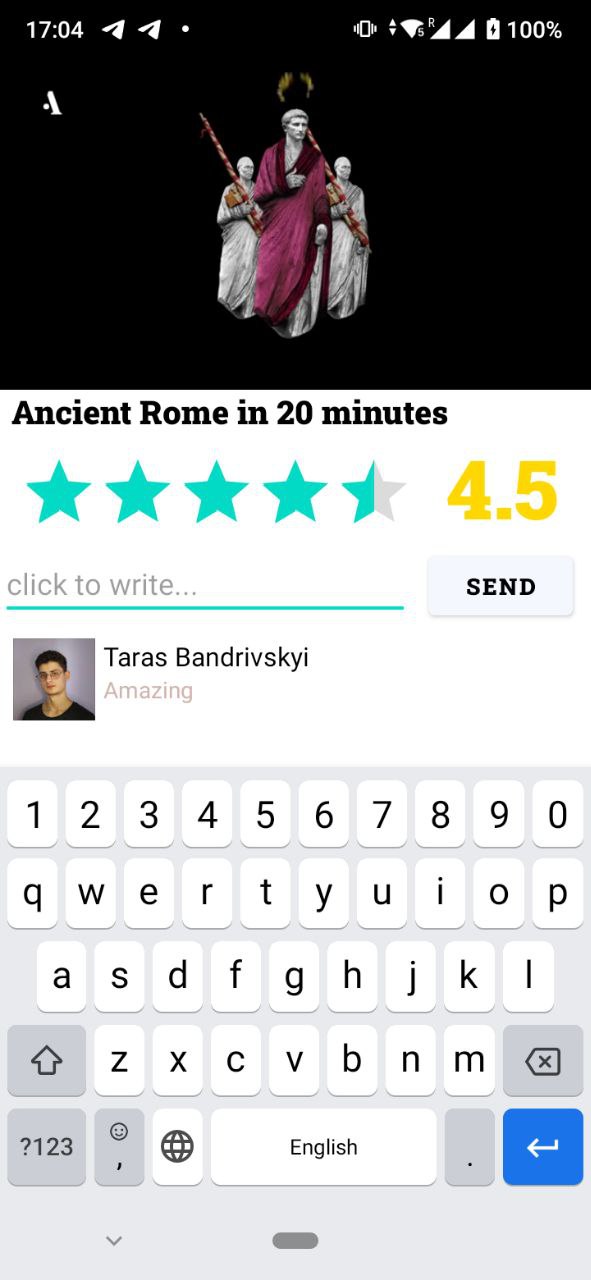 17:04
R
5
100%
A
Ancient Rome in 20 minutes
4.5
click to write...
SEND
Taras Bandrivskyi
Amazing
1 2 3 4 5 6 7 8 9 0
q w e r t y u i o p
a s d f g h j k l
z x c v b n m
?123 , English .